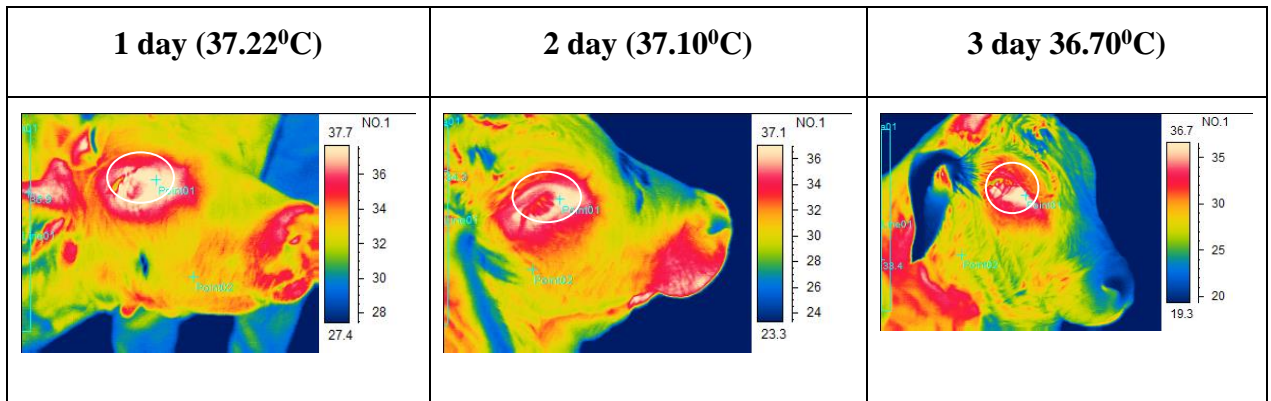 1 day (37.22⁰C)
2 day (37.10⁰C)
3 day 36.70⁰C)
NO.1
37.7
36
34
32
30
28
27.4
Point01
Point02
NO.1
37.1
36
34
32
30
28
26
24
23.3
Point01
Point02
NO.1
36.7
35
30
25
20
19.3
33.4
Point02